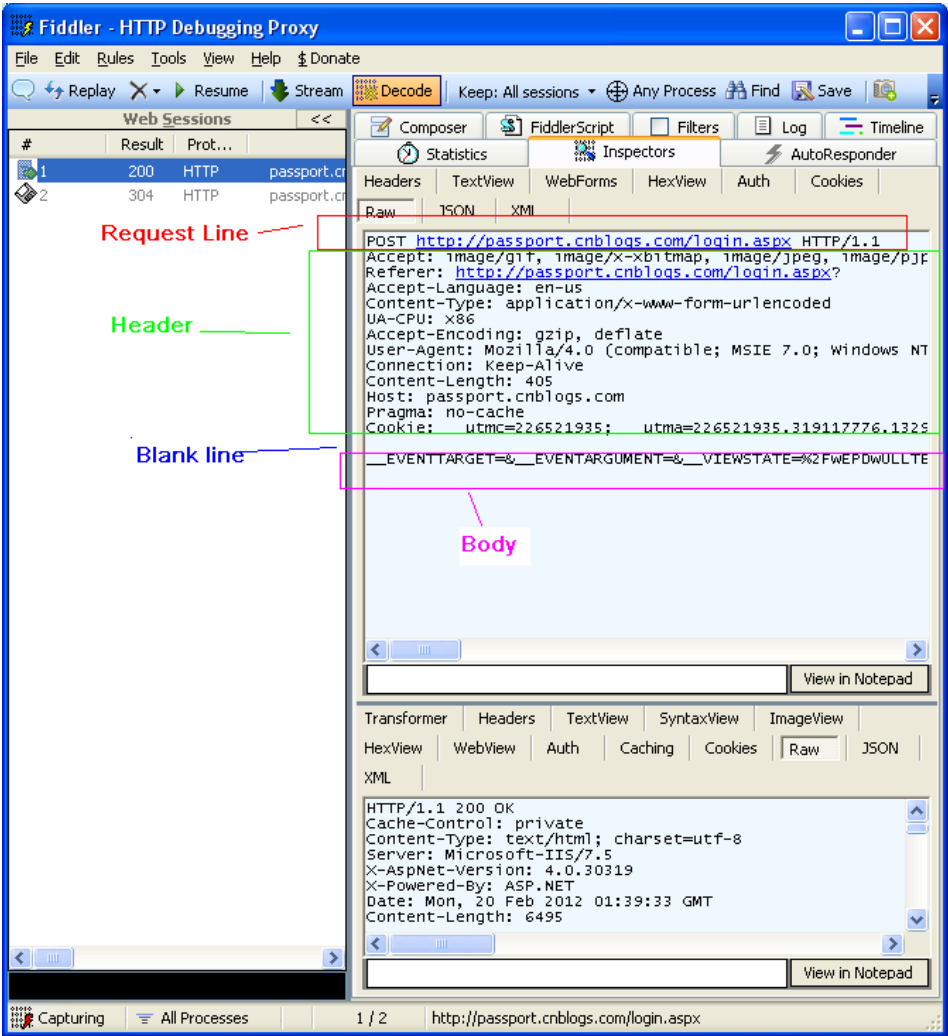 Fiddler - HTTP Debugging Proxy
File Edit Rules Tools View Help $ Donate
Replay Resume Stream Decode Keep: All sessions Any Process Find Save
Web Sessions <<
# Result Prot...
1 200 HTTP passport.cr
2 304 HTTP passport.cr
Composer FiddlerScript Filters Log Timeline
Statistics Inspectors AutoResponder
Headers TextView WebForms HexView Auth Cookies
Raw JSON XML
Request Line
POST http://passport.cnblogs.com/login.aspx HTTP/1.1
Accept: image/gif, image/x-xbitmap, image/jpeg, image/pjp
Referer: http://passport.cnblogs.com/login.aspx?
Accept-Language: en-us
Content-Type: application/x-www-form-urlencoded
UA-CPU: x86
Header
Accept-Encoding: gzip, deflate
User-Agent: Mozilla/4.0 (compatible; MSIE 7.0; Windows NT
Connection: Keep-Alive
Content-Length: 405
Host: passport.cnblogs.com
Pragma: no-cache
Cookie: __utmc=226521935; __utma=226521935.319117776.1329
Blank line
__EVENTTARGET=&__EVENTARGUMENT=&__VIEWSTATE=%2FwEPDwULLTE
Body
View in Notepad
Transformer Headers TextView SyntaxView ImageView
HexView WebView Auth Caching Cookies Raw JSON
XML
HTTP/1.1 200 OK
Cache-Control: private
Content-Type: text/html; charset=utf-8
Server: Microsoft-IIS/7.5
X-AspNet-Version: 4.0.30319
X-Powered-By: ASP.NET
Date: Mon, 20 Feb 2012 01:39:33 GMT
Content-Length: 6495
View in Notepad
Capturing All Processes 1 / 2 http://passport.cnblogs.com/login.aspx